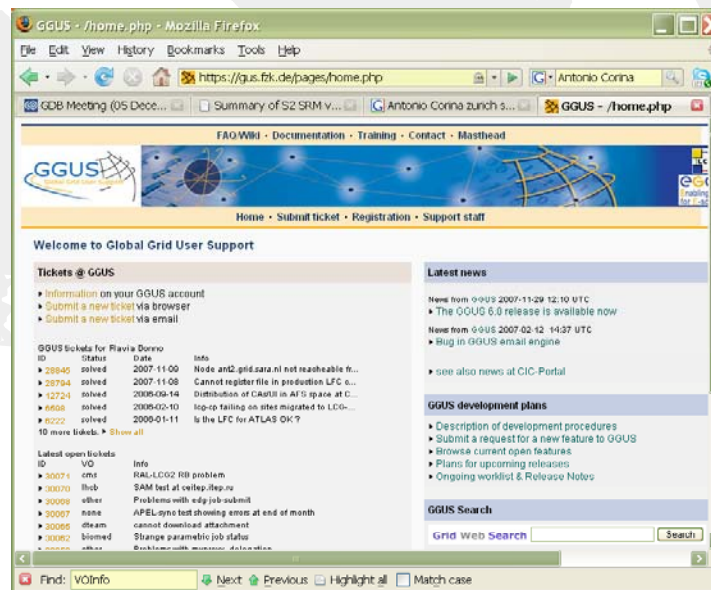 GGUS - /home.php - Mozilla Firefox
File Edit View History Bookmarks Tools Help
https://gus.fzk.de/pages/home.php
G Antonio Corina
GDB Meeting (05 Dece... Summary of S2 SRM v... Antonio Corina zurich s... GGUS - /home.php
FAQ/Wiki · Documentation · Training · Contact · Masthead
GGUS
Global Grid User Support
Home · Submit ticket · Registration · Support staff
Welcome to Global Grid User Support
Tickets @ GGUS
Information on your GGUS account
Submit a new ticket via browser
Submit a new ticket via email
GGUS tickets for Flavia Donno
ID Status Date Info
28846 solved 2007-11-09 Node ant2.grid.sara.nl not reacheable fr...
28794 solved 2007-11-08 Cannot register file in production LFC c...
12724 solved 2006-09-14 Distribution of CA/UI in AFS space at C...
6608 solved 2006-02-10 lcg-cp failing on sites migrated to LCG-...
6222 solved 2006-01-11 Is the LFC for ATLAS OK ?
10 more tickets. Show all
Latest open tickets
ID VO Info
30071 cms RAL-LCG2 RB problem
30070 lhcb SAM test at ceitep.itep.ru
30068 other Problems with edg-job-submit
30067 none APEL-sync test showing errors at end of month
30065 dteam cannot download attachment
30062 biomed Strange parametric job status
other Problems with myproxy, delegation
Latest news
News from GGUS 2007-11-29 12:10 UTC
The GGUS 6.0 release is available now
News from GGUS 2007-02-12 14:37 UTC
Bug in GGUS email engine
see also news at CIC-Portal
GGUS development plans
Description of development procedures
Submit a request for a new feature to GGUS
Browse current open features
Plans for upcoming releases
Ongoing worklist & Release Notes
GGUS Search
Grid Web Search Search
Find: VOInfo Next Previous Highlight all Match case